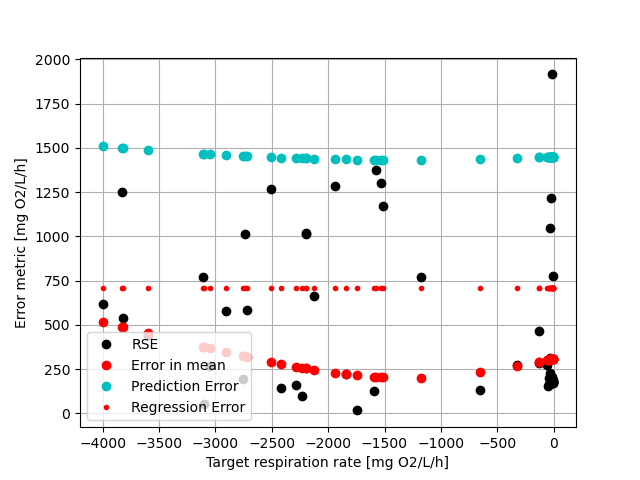 2000
1750
1500
1250
1000
750
500
250
0
Error metric [mg O2/L/h]
RSE
Error in mean
Prediction Error
Regression Error
−4000 −3500 −3000 −2500 −2000 −1500 −1000 −500 0
Target respiration rate [mg O2/L/h]